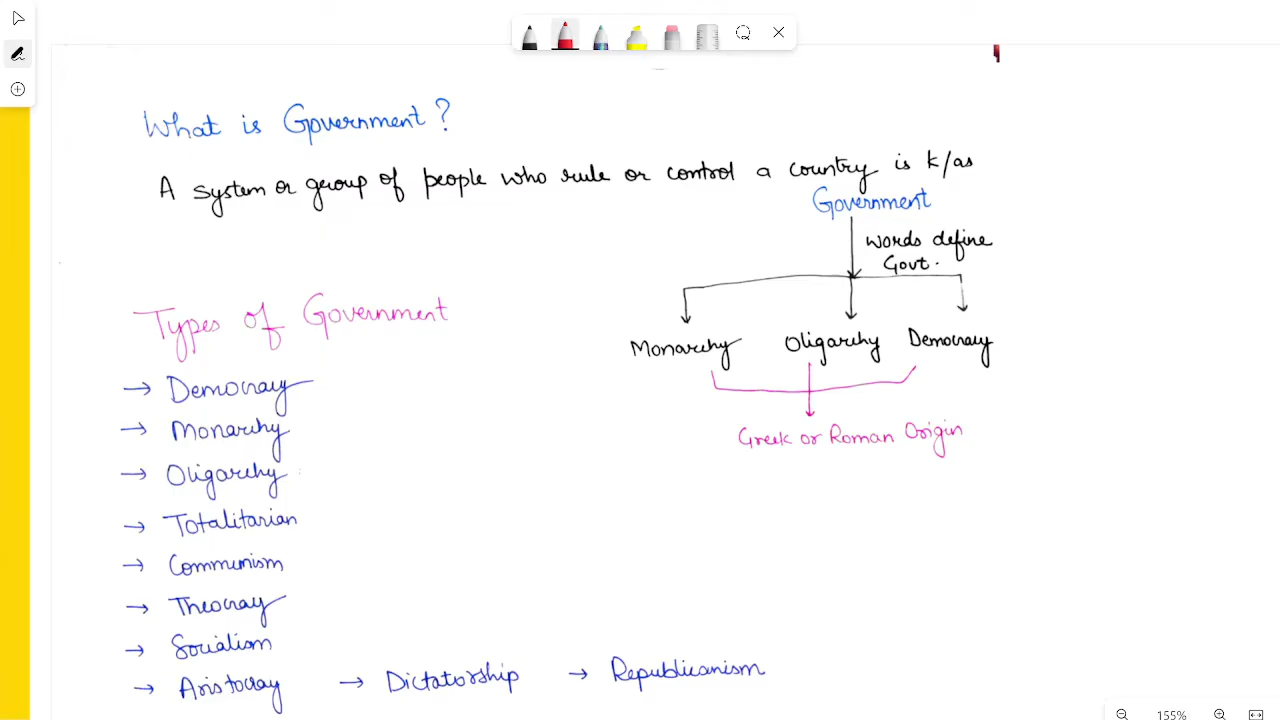 What is Government?
A system or group of people who rule or control a country is k/as
Government
words define
Govt.
Monarchy Oligarchy Democracy
Greek or Roman Origin
Types of Government
→ Democracy
→ Monarchy
→ Oligarchy
→ Totalitarian
→ Communism
→ Theocracy
→ Socialism
→ Aristocracy → Dictatorship → Republicanism
155%